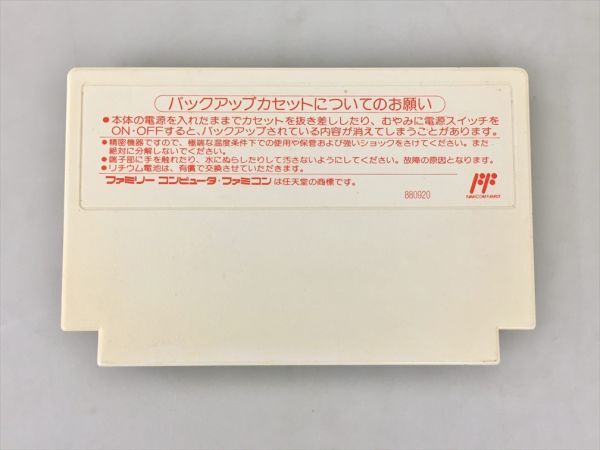 バックアップカセットについてのお願い
●本体の電源を入れたままでカセットを抜き差ししたり、むやみに電源スイッチを
ON・OFFすると、バックアップされている内容が消えてしまうことがあります。
●精密機器ですので、極端な温度条件下での使用や保管および強いショックをさけてください。また
絶対に分解しないでください。
●端子部に手を触れたり、水にぬらしたりして汚さないようにしてください。故障の原因となります。
●リチウム電池は、有償で交換させていただきます。
ファミリー コンピュータ・ファミコンは任天堂の商標です。
880920